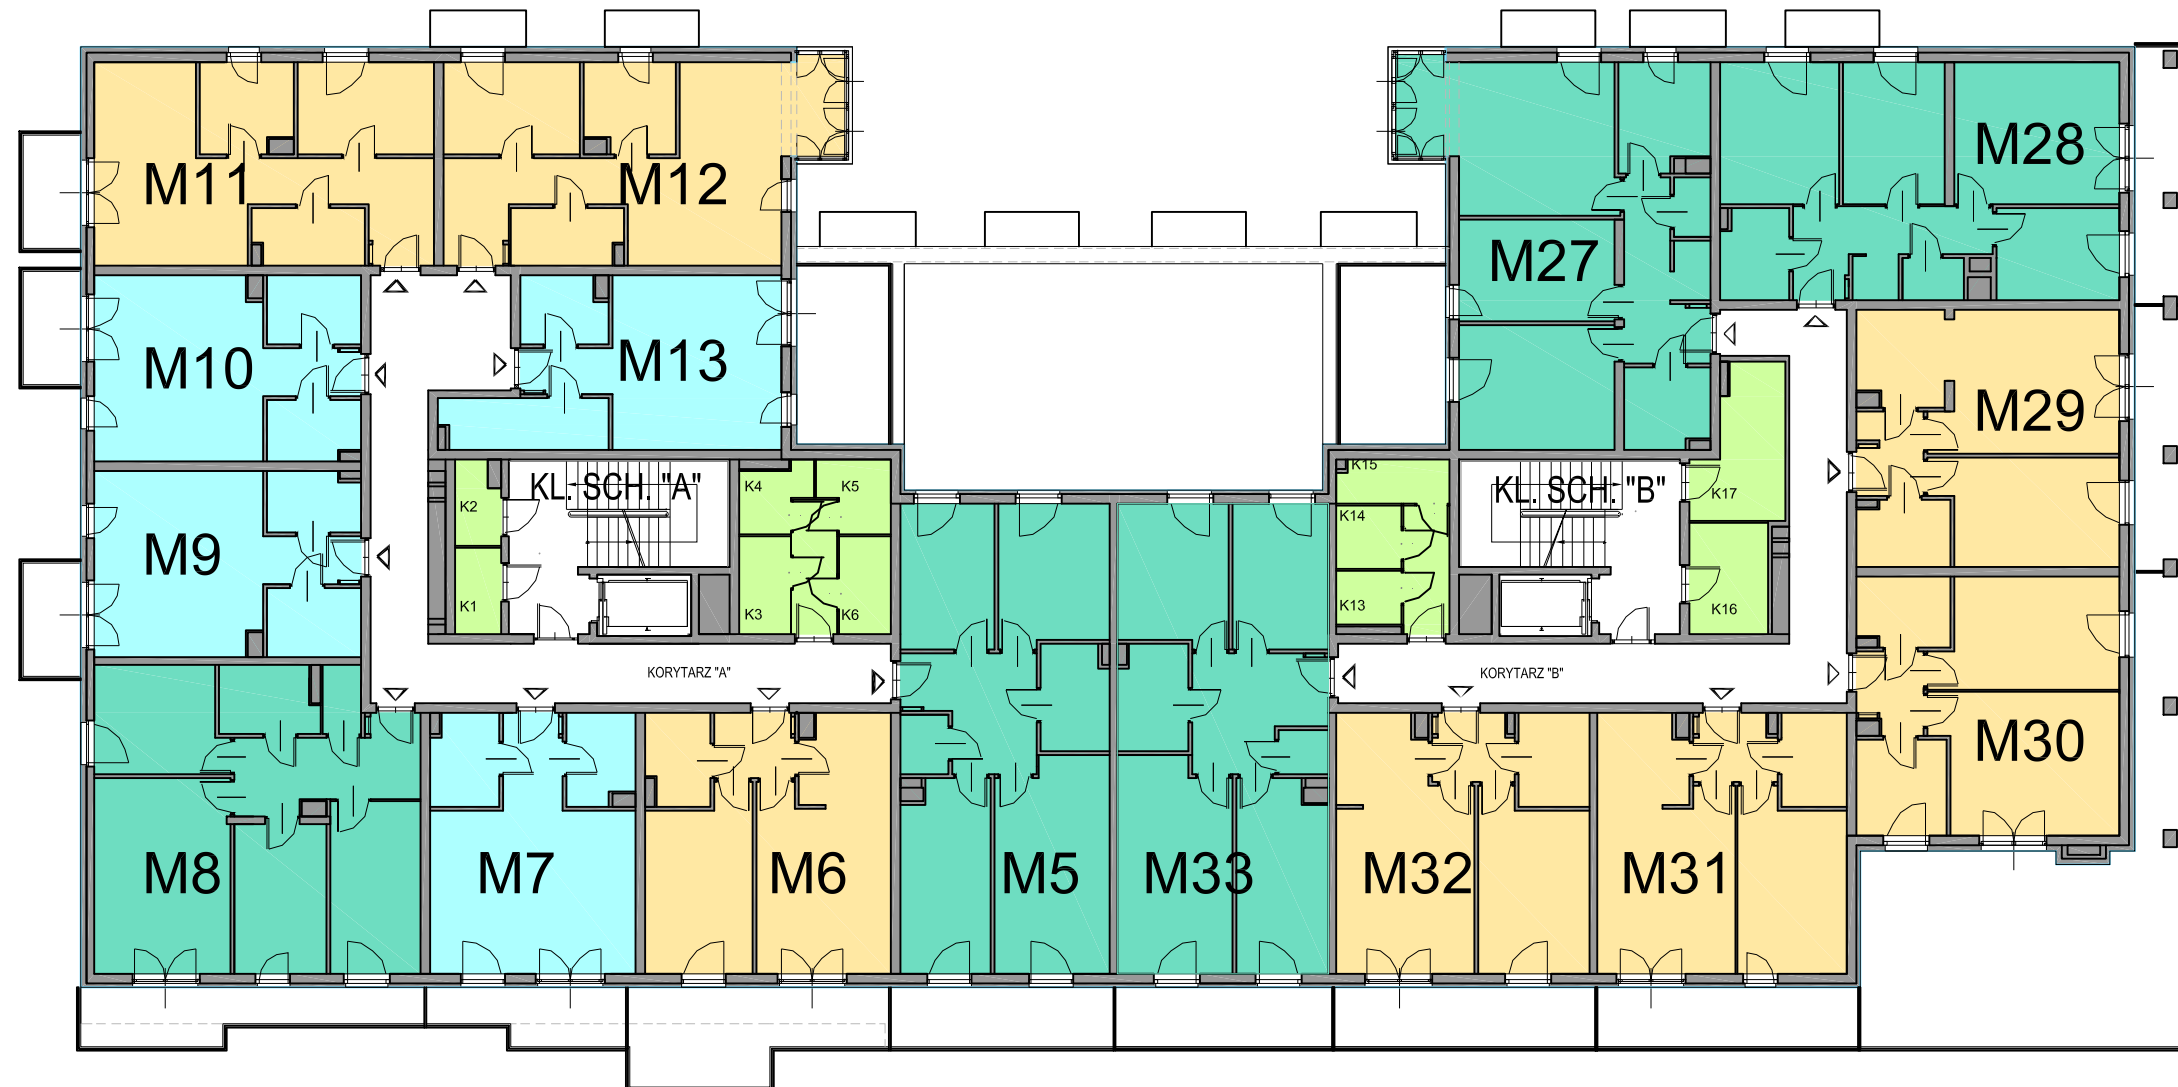 M11
M12
M28
M27
M10
M13
M29
K4
K5
K15
K2
KL. SCH. "A"
KL. SCH. "B"
K17
K14
M9
K1
K3
K6
K13
K16
KORYTARZ "A"
KORYTARZ "B"
M30
M8
M7
M6
M5
M33
M32
M31